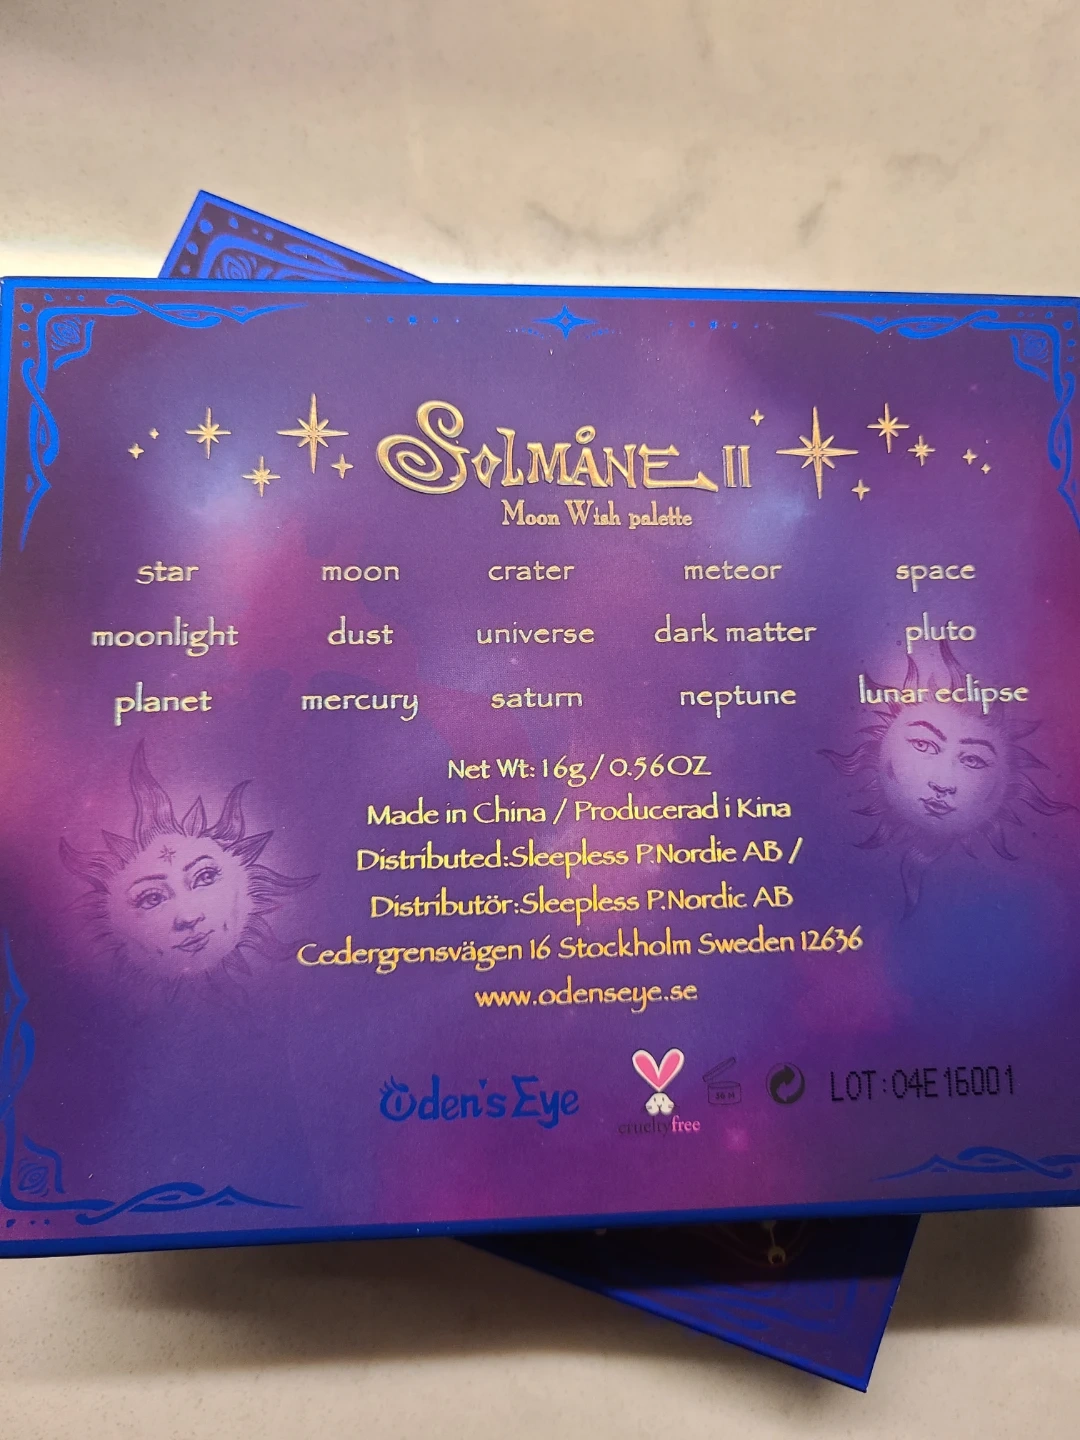 SOLMÅNE II
Moon Wish palette
star moon crater meteor space
moonlight dust universe dark matter pluto
planet mercury saturn neptune lunar eclipse
Net Wt: 16g / 0.56OZ
Made in China / Producerad i Kina
Distributed:Sleepless P.Nordie AB /
Distributör:Sleepless P.Nordic AB
Cedergrensvägen 16 Stockholm Sweden 12636
www.odenseye.se
Oden's Eye
crueltyfree
36 M
LOT:04E16001